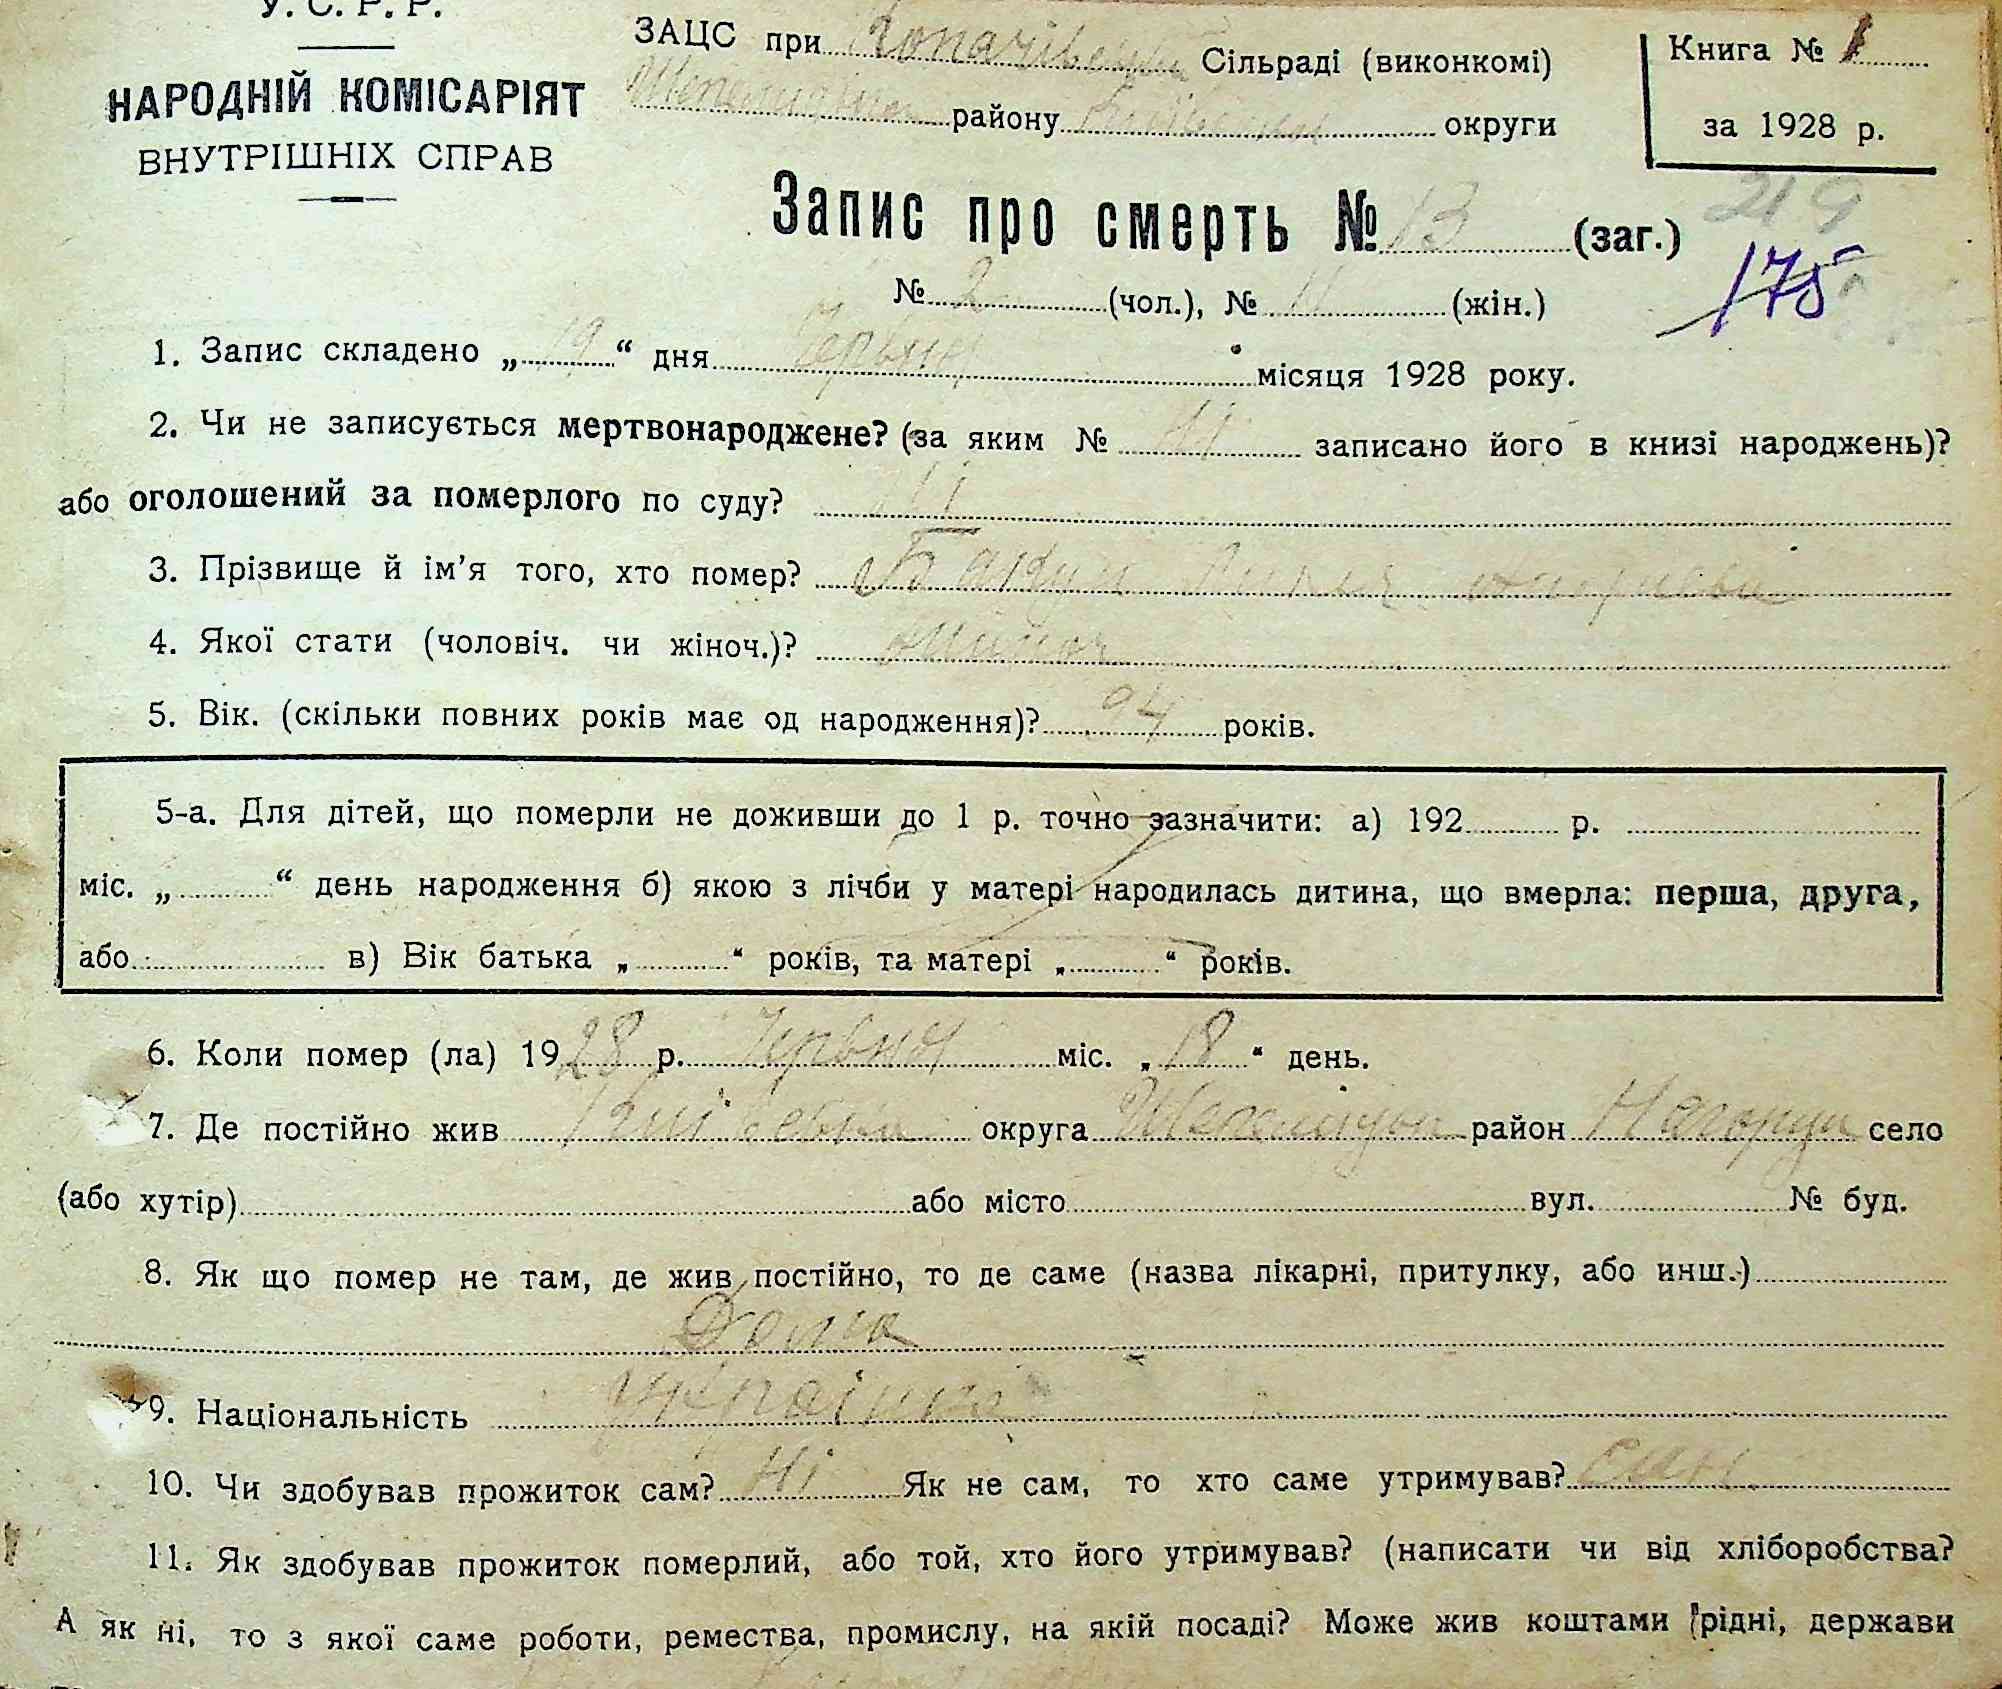 У. С. Р. Р.
НАРОДНІЙ КОМІСАРІЯТ
ВНУТРІШНІХ СПРАВ
ЗАЦС при Копачівський Сільраді (виконкомі)
району округи
Книга № 1
за 1928 р.
Запис про смерть № 13 (заг.)
219
175
№ 2 (чол.), № 11 (жін.)
1. Запис складено „19“ дня Червня місяця 1928 року.
2. Чи не записується мертвонароджене? (за яким № записано його в книзі народжень)?
або оголошений за померлого по суду?
3. Прізвище й ім’я того, хто помер?
4. Якої стати (чоловіч. чи жіноч.)? жіноч
5. Вік. (скільки повних років має од народження)? 94 років.
5-а. Для дітей, що померли не доживши до 1 р. точно зазначити: а) 192 р.
міс. „ “ день народження б) якою з лічби у матері народилась дитина, що вмерла: перша, друга,
або в) Вік батька „ “ років, та матері „ “ років.
6. Коли помер (ла) 1928 р. Червня міс. „18“ день.
7. Де постійно жив округа район село
(або хутір) або місто вул. № буд.
8. Як що помер не там, де жив постійно, то де саме (назва лікарні, притулку, або инш.)
Дома
9. Національність Українка
10. Чи здобував прожиток сам? Ні Як не сам, то хто саме утримував? син
11. Як здобував прожиток померлий, або той, хто його утримував? (написати чи від хліборобства?
А як ні, то з якої саме роботи, ремества, промислу, на якій посаді? Може жив коштами рідні, держави